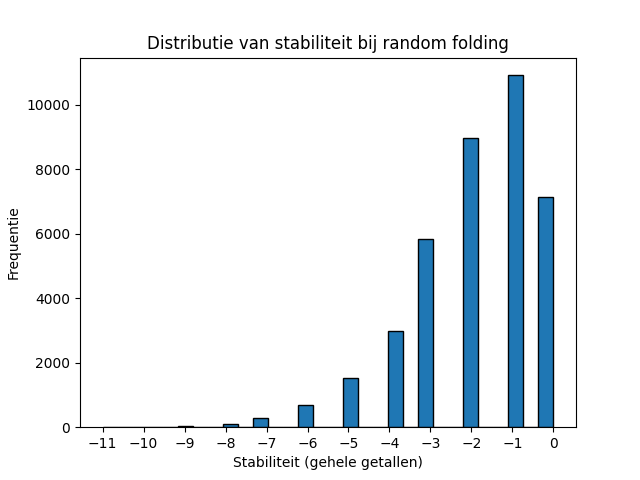 Distributie van stabiliteit bij random folding
10000
8000
6000
4000
2000
0
Frequentie
−11 −10 −9 −8 −7 −6 −5 −4 −3 −2 −1 0
Stabiliteit (gehele getallen)